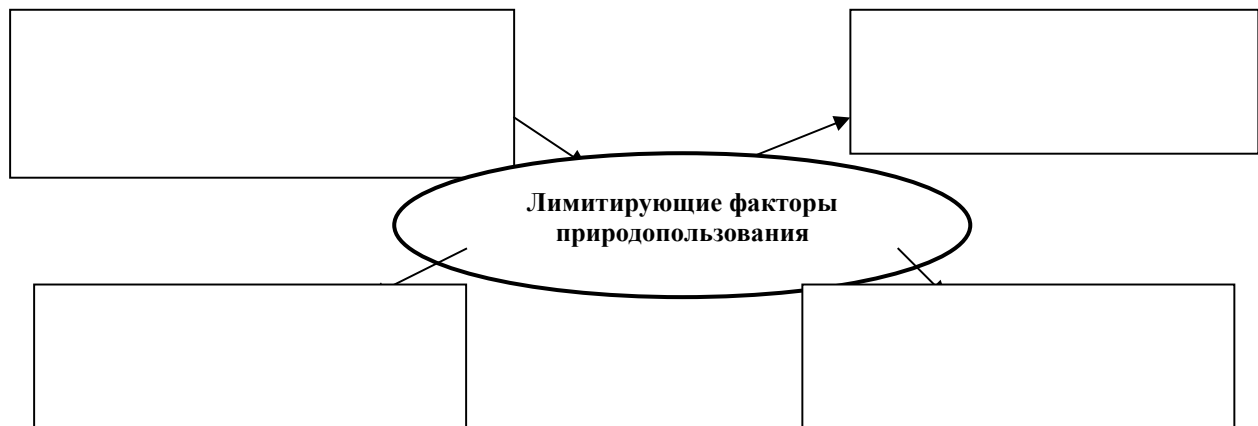 Лимитирующие факторы
природопользования